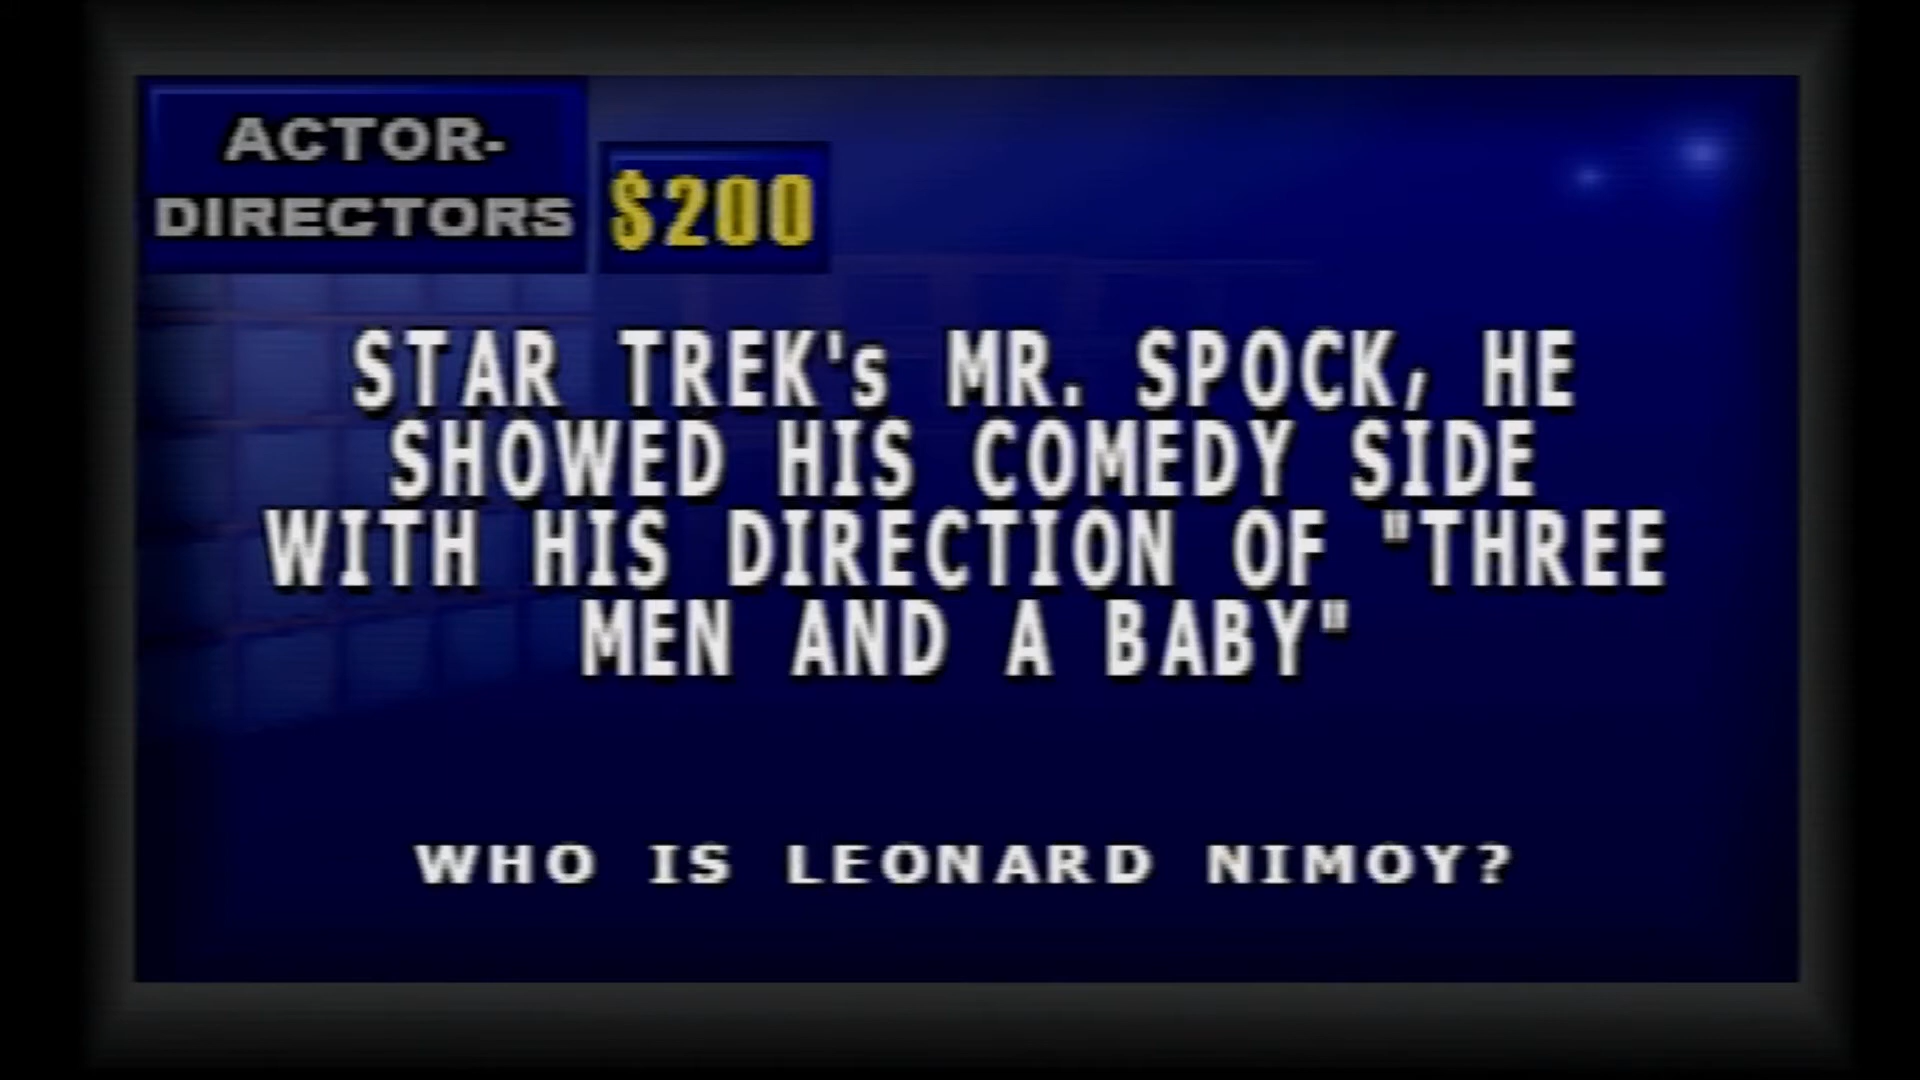 ACTOR-
DIRECTORS
$200
STAR TREK's MR. SPOCK, HE
SHOWED HIS COMEDY SIDE
WITH HIS DIRECTION OF "THREE
MEN AND A BABY"
WHO IS LEONARD NIMOY?